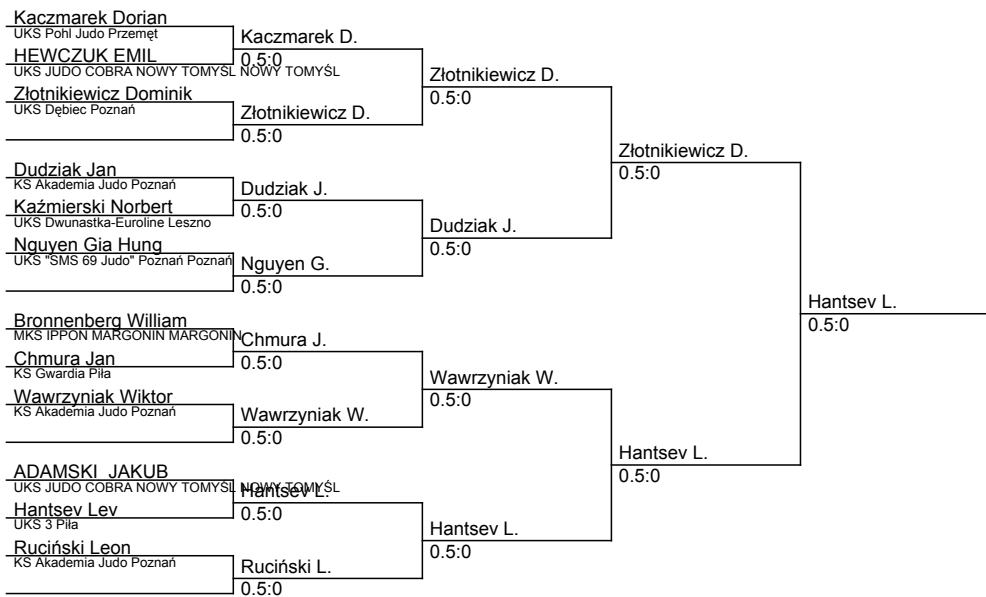 Kaczmarek Dorian
UKS Pohl Judo Przemęt
HEWCZUK EMIL
UKS JUDO COBRA NOWY TOMYŚL NOWY TOMYŚL
Złotnikiewicz Dominik
UKS Dębiec Poznań
Dudziak Jan
KS Akademia Judo Poznań
Kaźmierski Norbert
UKS Dwunastka-Euroline Leszno
Nguyen Gia Hung
UKS "SMS 69 Judo" Poznań Poznań
Bronnenberg William
MKS IPPON MARGONIN MARGONIN
Chmura Jan
KS Gwardia Piła
Wawrzyniak Wiktor
KS Akademia Judo Poznań
ADAMSKI  JAKUB
UKS JUDO COBRA NOWY TOMYŚL NOWY TOMYŚL
Hantsev Lev
UKS 3 Piła
Ruciński Leon
KS Akademia Judo Poznań
Kaczmarek D.
0.5:0
Złotnikiewicz D.
0.5:0
Dudziak J.
0.5:0
Nguyen G.
0.5:0
Chmura J.
0.5:0
Wawrzyniak W.
0.5:0
Hantsev L.
0.5:0
Ruciński L.
0.5:0
Złotnikiewicz D.
0.5:0
Dudziak J.
0.5:0
Wawrzyniak W.
0.5:0
Hantsev L.
0.5:0
Złotnikiewicz D.
0.5:0
Hantsev L.
0.5:0
Hantsev L.
0.5:0